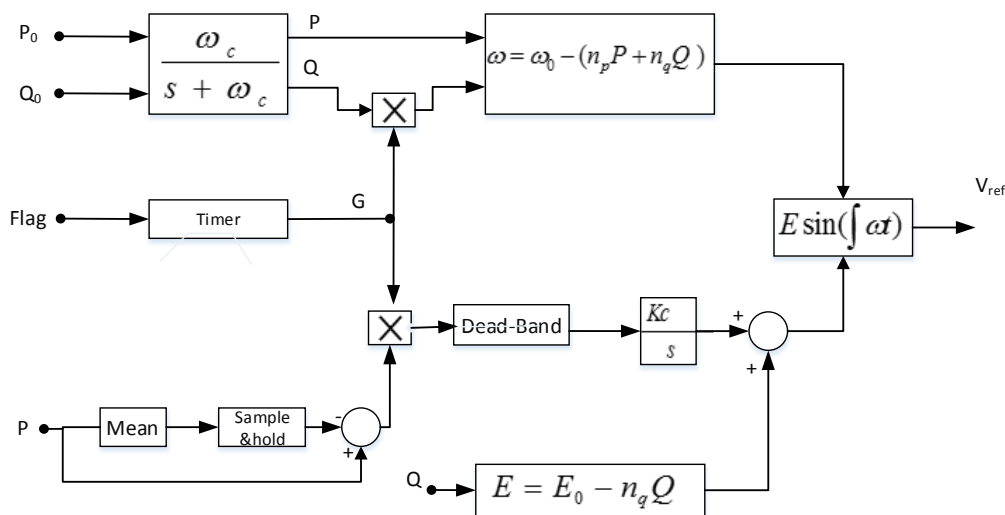 P₀
Q₀
ω_c
s + ω_c
P
Q
ω = ω₀ − (n_p P + n_q Q )
X
Flag
Timer
G
V_ref
E sin(∫ ωt)
X
Dead-Band
Kc
s
+
+
P
Mean
Sample
&hold
-
+
Q
E = E₀ − n_q Q